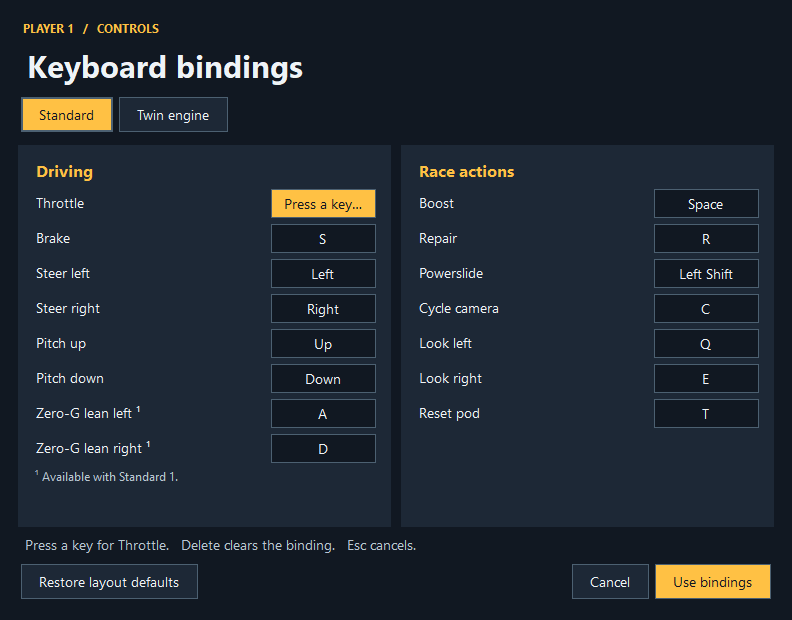 PLAYER 1 / CONTROLS
Keyboard bindings
Standard
Twin engine
Driving
Throttle
Press a key...
Brake
S
Steer left
Left
Steer right
Right
Pitch up
Up
Pitch down
Down
Zero-G lean left ¹
A
Zero-G lean right ¹
D
¹ Available with Standard 1.
Race actions
Boost
Space
Repair
R
Powerslide
Left Shift
Cycle camera
C
Look left
Q
Look right
E
Reset pod
T
Press a key for Throttle. Delete clears the binding. Esc cancels.
Restore layout defaults
Cancel
Use bindings